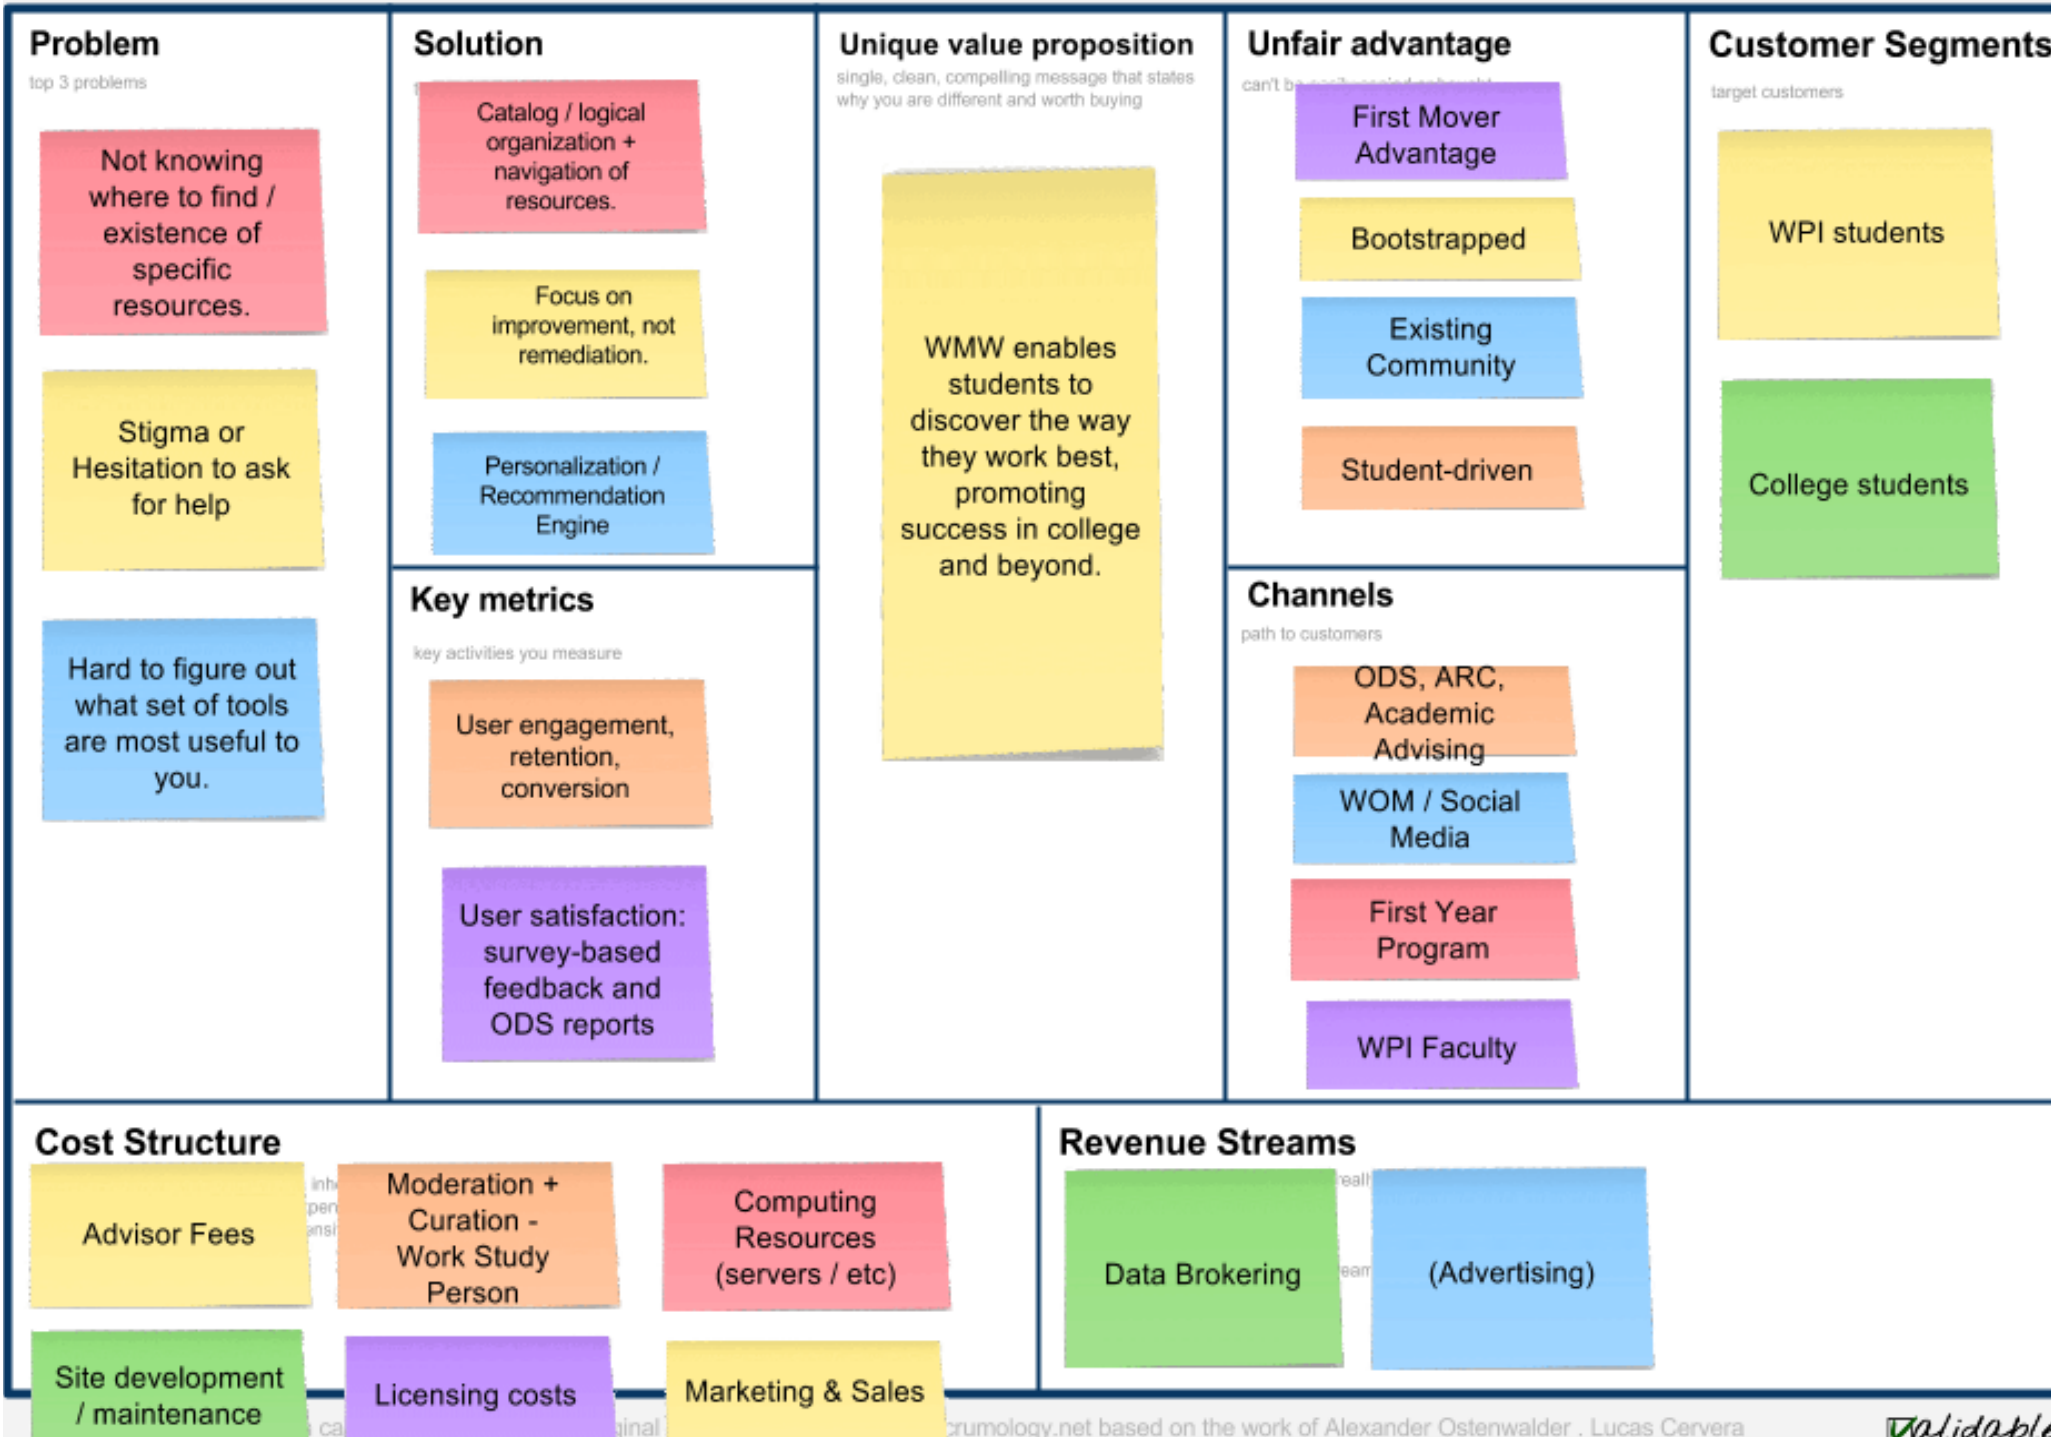 Problem
top 3 problems
Not knowing
where to find /
existence of
specific
resources.
Stigma or
Hesitation to ask
for help
Hard to figure out
what set of tools
are most useful to
you.
Solution
Catalog / logical
organization +
navigation of
resources.
Focus on
improvement, not
remediation.
Personalization /
Recommendation
Engine
Key metrics
key activities you measure
User engagement,
retention,
conversion
User satisfaction:
survey-based
feedback and
ODS reports
Unique value proposition
single, clean, compelling message that states
why you are different and worth buying
WMW enables
students to
discover the way
they work best,
promoting
success in college
and beyond.
Unfair advantage
can't
First Mover
Advantage
Bootstrapped
Existing
Community
Student-driven
Channels
path to customers
ODS, ARC,
Academic
Advising
WOM / Social
Media
First Year
Program
WPI Faculty
Customer Segments
target customers
WPI students
College students
Cost Structure
Advisor Fees
Moderation +
Curation -
Work Study
Person
Computing
Resources
(servers / etc)
Site development
/ maintenance
Licensing costs
Marketing & Sales
Revenue Streams
Data Brokering
(Advertising)
crumology.net based on the work of Alexander Ostenwalder . Lucas Cervera
Validable